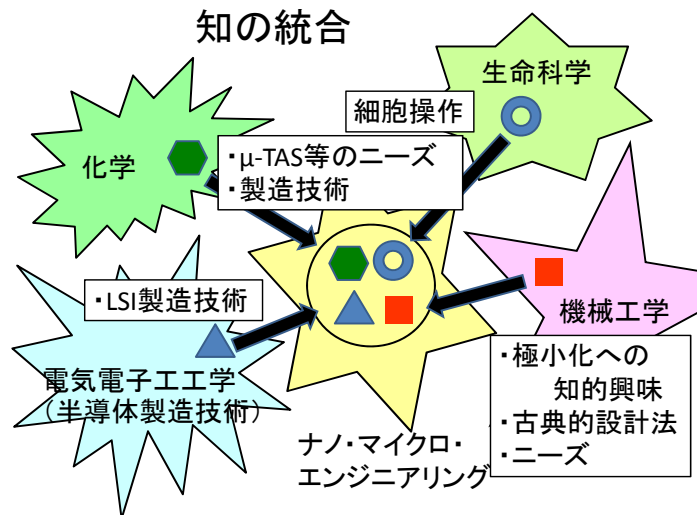 知の統合
生命科学
細胞操作
化学
・μ-TAS等のニーズ
・製造技術
・LSI製造技術
機械工学
電気電子工工学
（半導体製造技術）
・極小化への
知的興味
・古典的設計法
・ニーズ
ナノ・マイクロ・
エンジニアリング